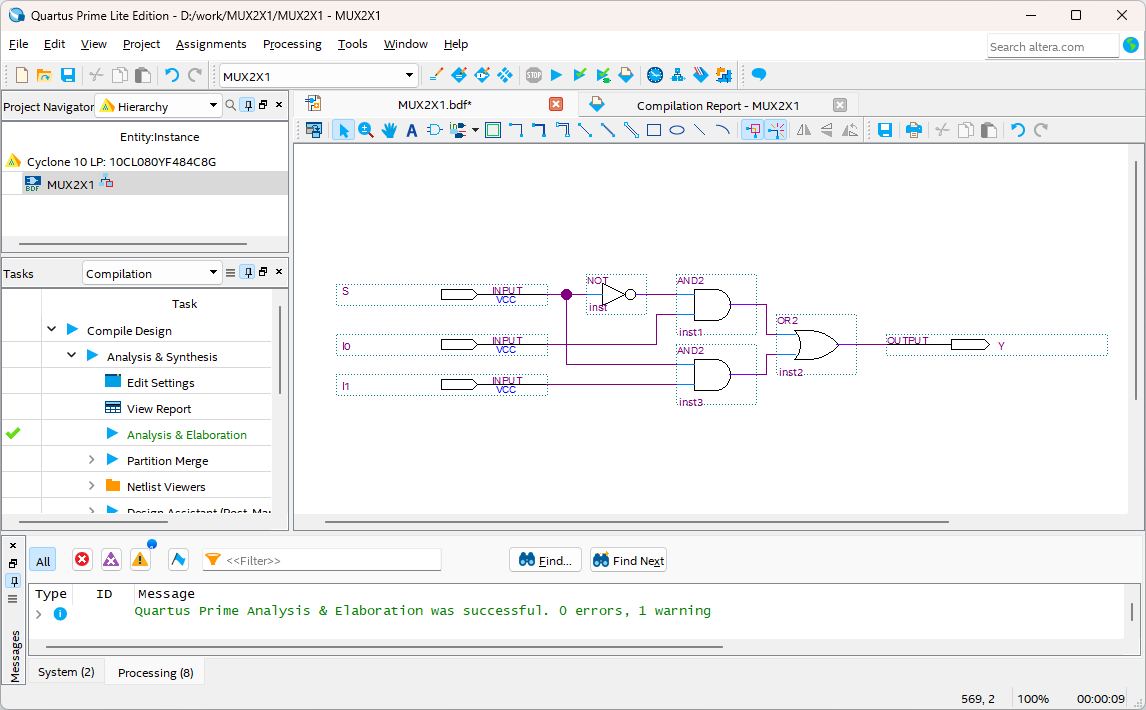 Quartus Prime Lite Edition - D:/work/MUX2X1/MUX2X1 - MUX2X1
File Edit View Project Assignments Processing Tools Window Help
Search altera.com
STOP
MUX2X1
Project Navigator Hierarchy
Entity:Instance
Cyclone 10 LP: 10CL080YF484C8G
BDF MUX2X1
Tasks Compilation
Task
Compile Design
Analysis & Synthesis
Edit Settings
View Report
Analysis & Elaboration
Partition Merge
Netlist Viewers
Design Assistant (Post-Map
MUX2X1.bdf*
Compilation Report - MUX2X1
S
INPUT
VCC
NOT
inst
AND2
inst1
I0
INPUT
VCC
OR2
inst2
OUTPUT
Y
I1
INPUT
VCC
AND2
inst3
All
<<Filter>>
Find...
Find Next
Type ID Message
Quartus Prime Analysis & Elaboration was successful. 0 errors, 1 warning
Messages
System (2)
Processing (8)
569, 2
100%
00:00:09